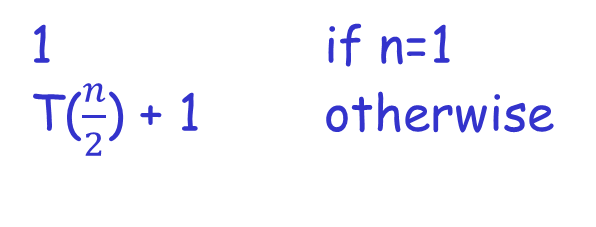 1 if n=1
T(n/2) + 1 otherwise